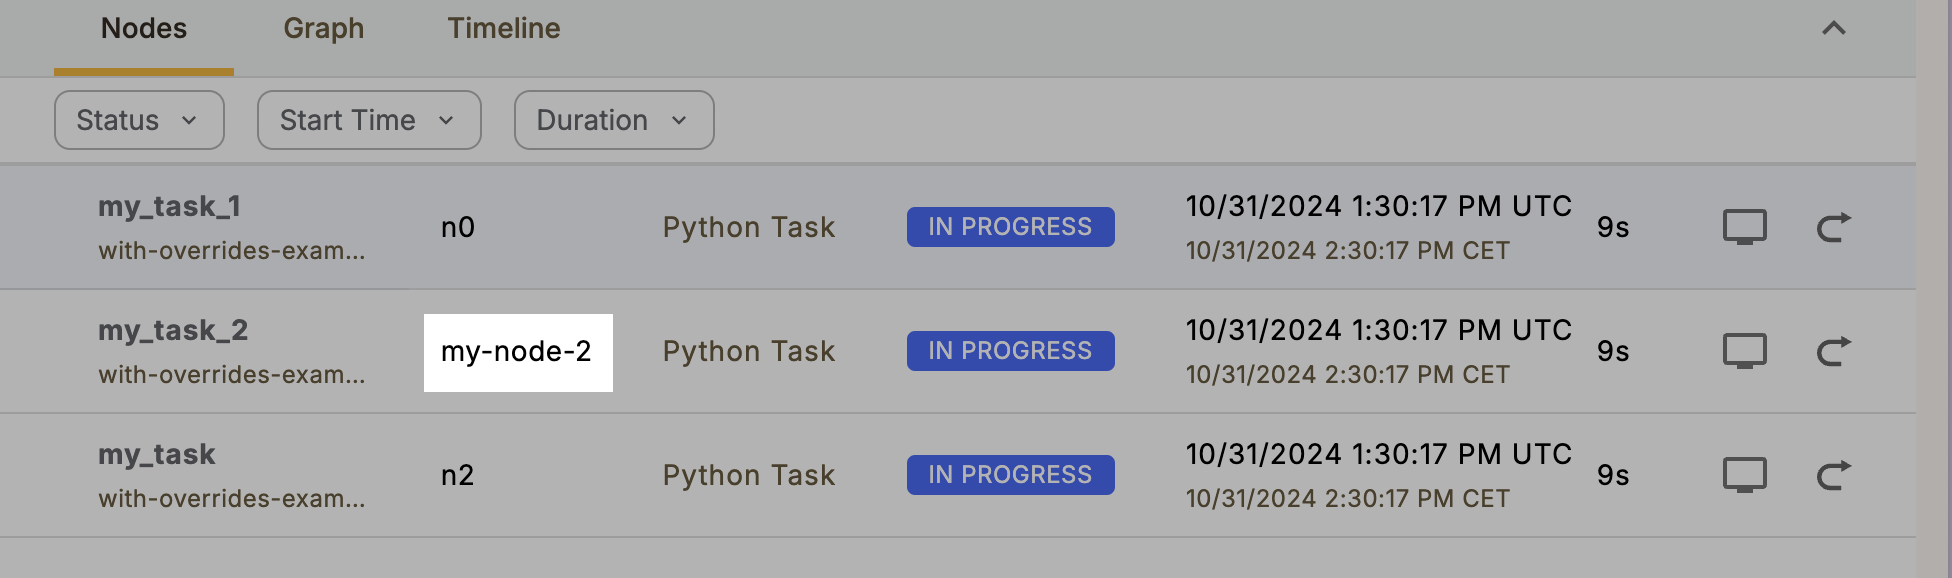 Nodes Graph Timeline
Status Start Time Duration
my_task_1
with-overrides-exam...
n0
Python Task
IN PROGRESS
10/31/2024 1:30:17 PM UTC
10/31/2024 2:30:17 PM CET
9s
my_task_2
with-overrides-exam...
my-node-2
Python Task
IN PROGRESS
10/31/2024 1:30:17 PM UTC
10/31/2024 2:30:17 PM CET
9s
my_task
with-overrides-exam...
n2
Python Task
IN PROGRESS
10/31/2024 1:30:17 PM UTC
10/31/2024 2:30:17 PM CET
9s